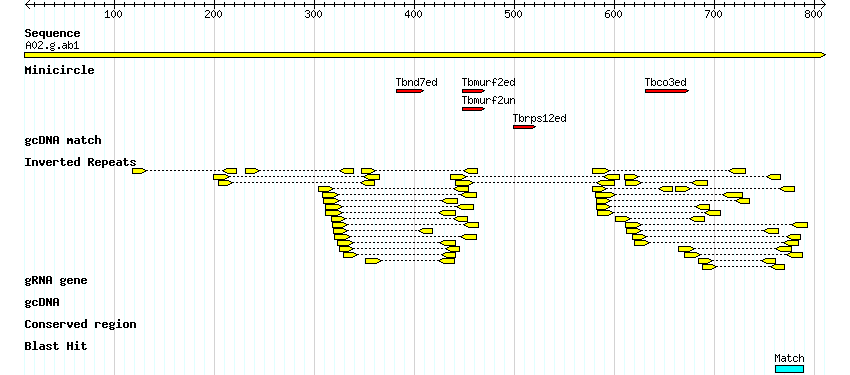 100 200 300 400 500 600 700 800
Sequence
A02.g.ab1
Minicircle
Tbnd7ed Tbmurf2ed Tbco3ed
Tbmurf2un
Tbrps12ed
gcDNA match
Inverted Repeats
gRNA gene
gcDNA
Conserved region
Blast Hit
Match